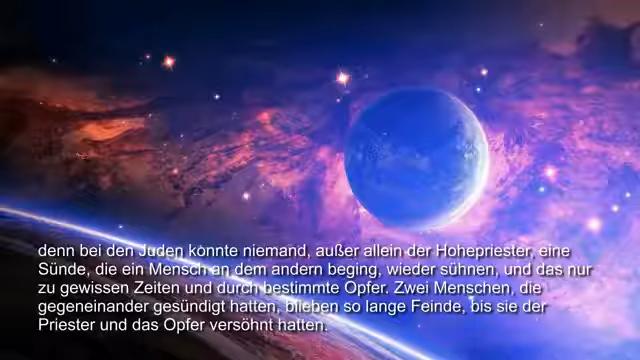 denn bei den Juden konnte niemand, außer allein der Hohepriester, eine
Sünde, die ein Mensch an dem andern beging, wieder sühnen, und das nur
zu gewissen Zeiten und durch bestimmte Opfer. Zwei Menschen, die
gegeneinander gesündigt hatten, blieben so lange Feinde, bis sie der
Priester und das Opfer versöhnt hatten.